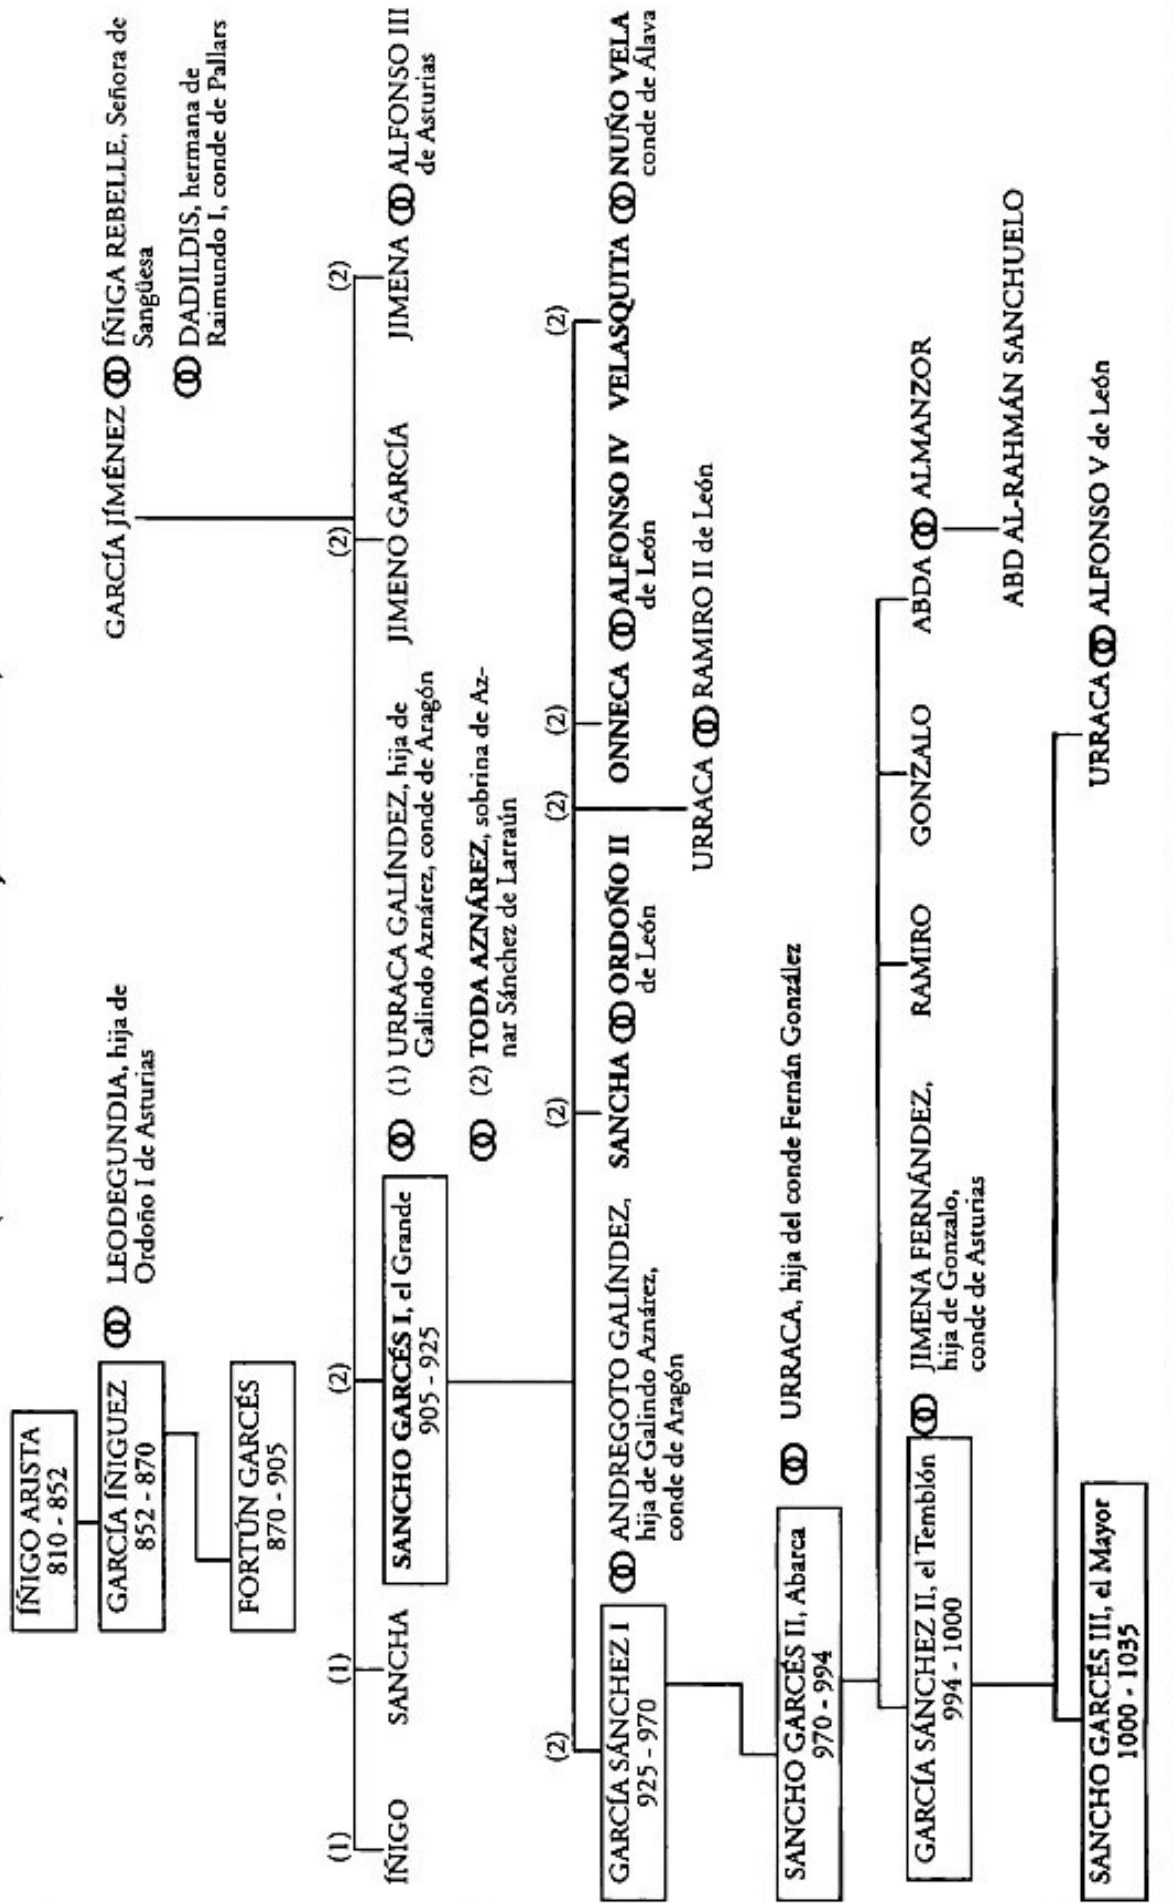 ÍÑIGO ARISTA
810 - 852
GARCÍA ÍÑIGUEZ
852 - 870
LEODEGUNDIA, hija de
Ordoño I de Asturias
FORTÚN GARCÉS
870 - 905
GARCÍA JÍMÉNEZ
ÍÑIGA REBELLE, Señora de
Sangüesa
DADILDIS, hermana de
Raimundo I, conde de Pallars
(1)
(1)
(2)
(2)
(2)
ÍÑIGO
SANCHA
SANCHO GARCÉS I, el Grande
905 - 925
(1) URRACA GALÍNDEZ, hija de
Galindo Aznárez, conde de Aragón
(2) TODA AZNÁREZ, sobrina de Az-
nar Sánchez de Larraún
JIMENO GARCÍA
JIMENA
ALFONSO III
de Asturias
(2)
(2)
(2)
(2)
(2)
GARCÍA SÁNCHEZ I
925 - 970
ANDREGOTO GALÍNDEZ,
hija de Galindo Aznárez,
conde de Aragón
SANCHA
ORDOÑO II
de León
ONNECA
ALFONSO IV
de León
VELASQUITA
NUÑO VELA
conde de Álava
URRACA
RAMIRO II de León
SANCHO GARCÉS II, Abarca
970 - 994
URRACA, hija del conde Fernán González
GARCÍA SÁNCHEZ II, el Temblón
994 - 1000
JIMENA FERNÁNDEZ,
hija de Gonzalo,
conde de Asturias
RAMIRO
GONZALO
ABDA
ALMANZOR
ABD AL-RAHMÁN SANCHUELO
SANCHO GARCÉS III, el Mayor
1000 - 1035
URRACA
ALFONSO V de León